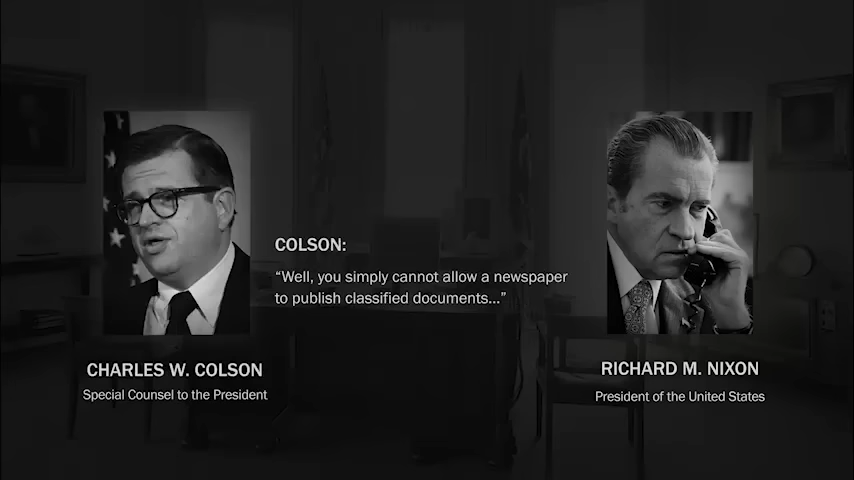 COLSON:
“Well, you simply cannot allow a newspaper
to publish classified documents...”
CHARLES W. COLSON
Special Counsel to the President
RICHARD M. NIXON
President of the United States